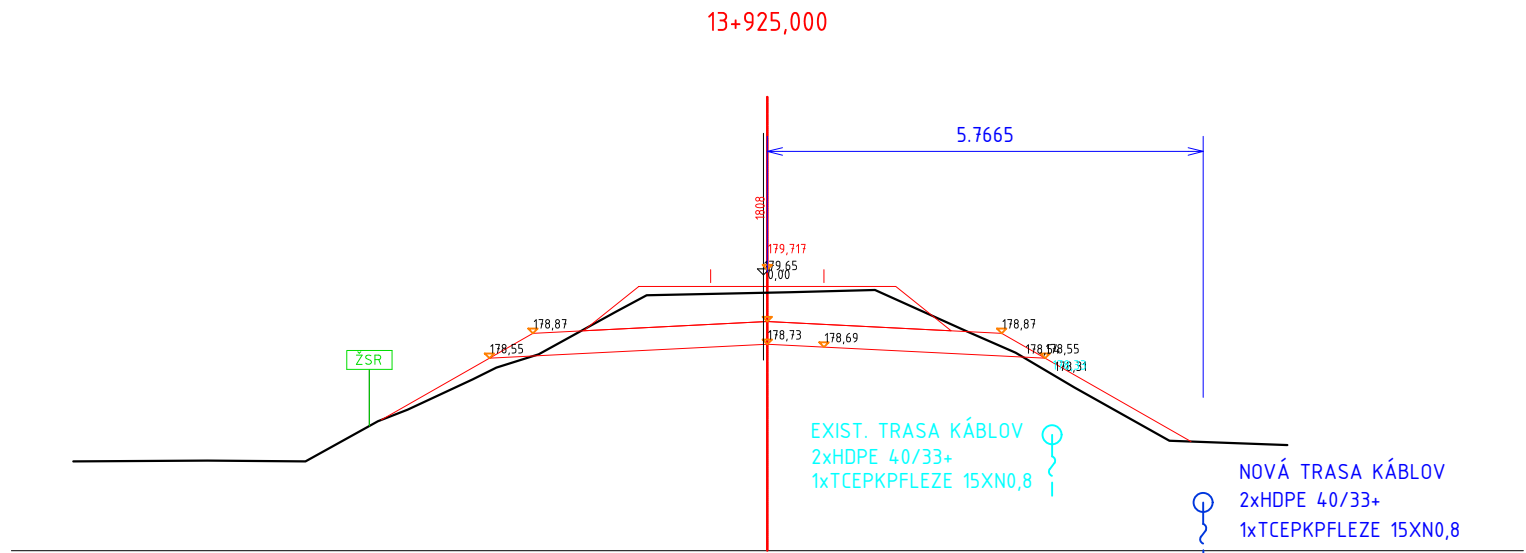 13+925,000
5.7665
1808
179,717
179,65
0,00
178,87
178,87
178,55
178,73
178,69
178,54
178,55
178,31
ŽSR
EXIST. TRASA KÁBLOV
2xHDPE 40/33+
1xTCEPKPFLEZE 15XN0,8
NOVÁ TRASA KÁBLOV
2xHDPE 40/33+
1xTCEPKPFLEZE 15XN0,8